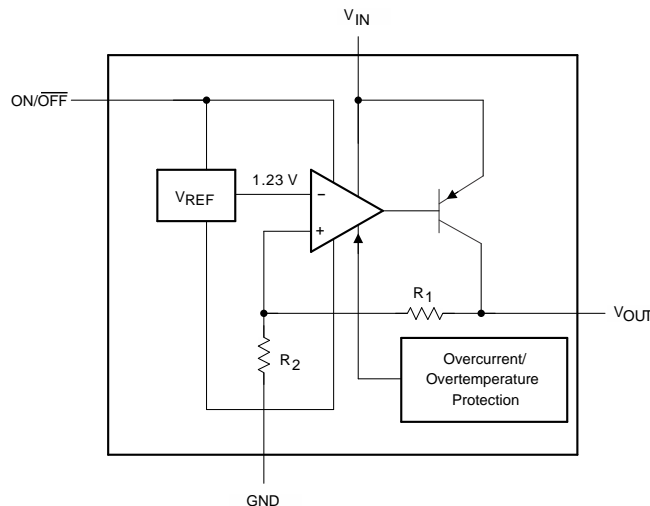 VIN
ON/OFF
VREF
1.23 V
−
+
R1
VOUT
R2
Overcurrent/
Overtemperature
Protection
GND